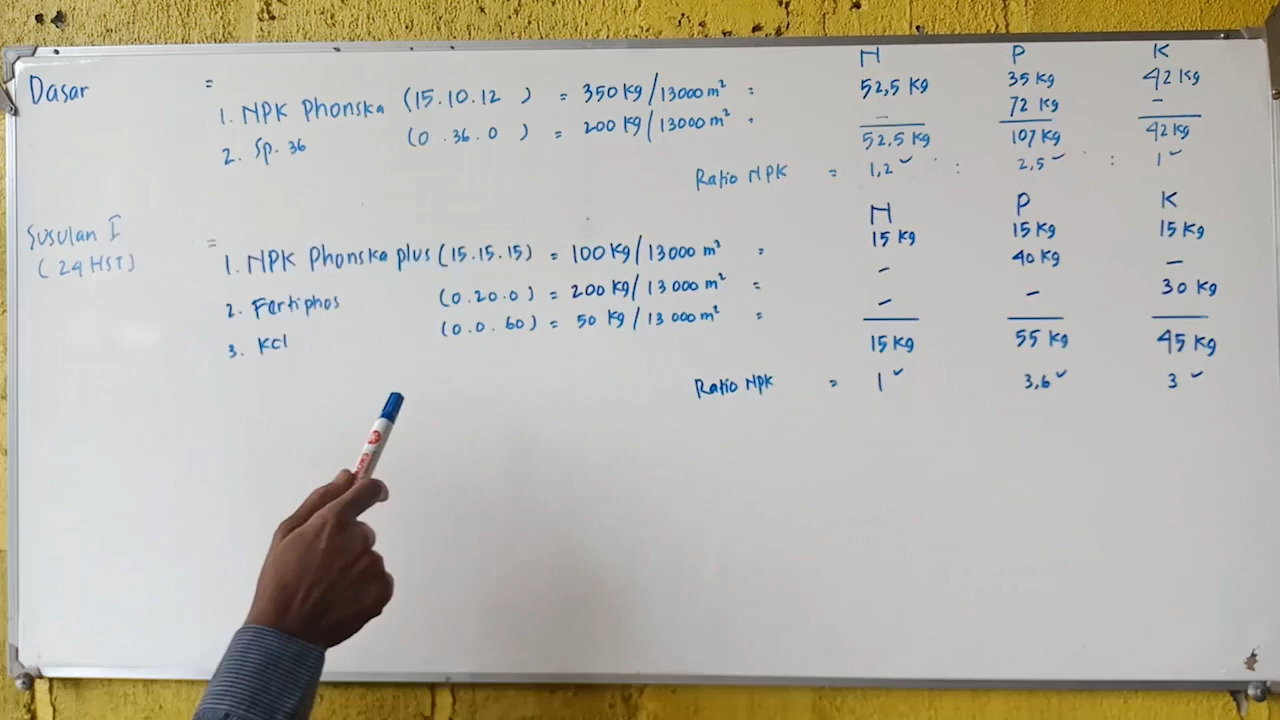 N P K
Dasar = 1. NPK Phonska (15.10.12 ) = 350 Kg/13000 m² = 52,5 Kg 35 Kg 42 Kg
2. Sp. 36 (0.36.0 ) = 200 Kg/13000 m² = - 72 Kg -
52,5 Kg 107 Kg 42 Kg
Ratio NPK = 1,2 ✓ : 2,5 ✓ : 1 ✓
N P K
Susulan I = 1. NPK Phonska plus (15.15.15) = 100 Kg/13000 m² = 15 Kg 15 Kg 15 Kg
(24 HST) 2. Fertiphos (0.20.0) = 200 Kg/13000 m² = - 40 Kg -
3. KCl (0.0.60) = 50 Kg/13000 m² = - - 30 Kg
15 Kg 55 Kg 45 Kg
Ratio NPK = 1 ✓ 3,6 ✓ 3 ✓